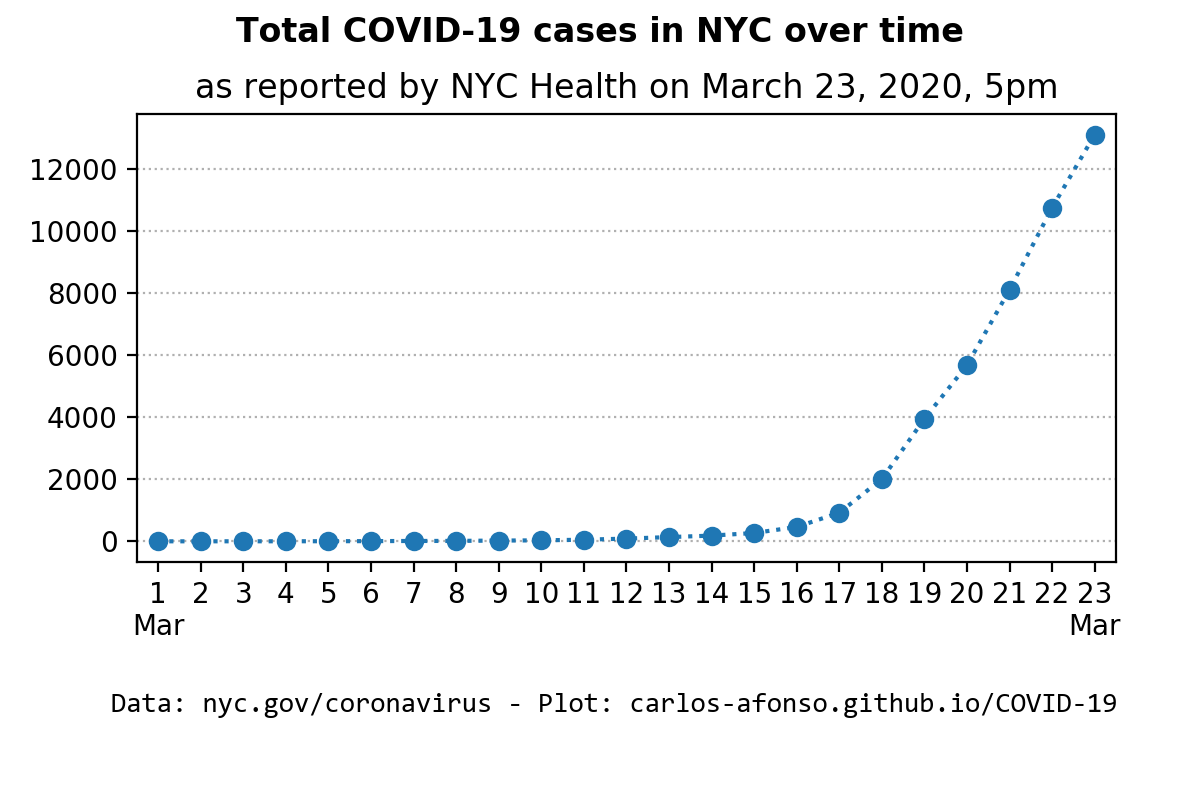 Total COVID-19 cases in NYC over time
as reported by NYC Health on March 23, 2020, 5pm
12000
10000
8000
6000
4000
2000
0
1 2 3 4 5 6 7 8 9 10 11 12 13 14 15 16 17 18 19 20 21 22 23
Mar Mar
Data: nyc.gov/coronavirus - Plot: carlos-afonso.github.io/COVID-19